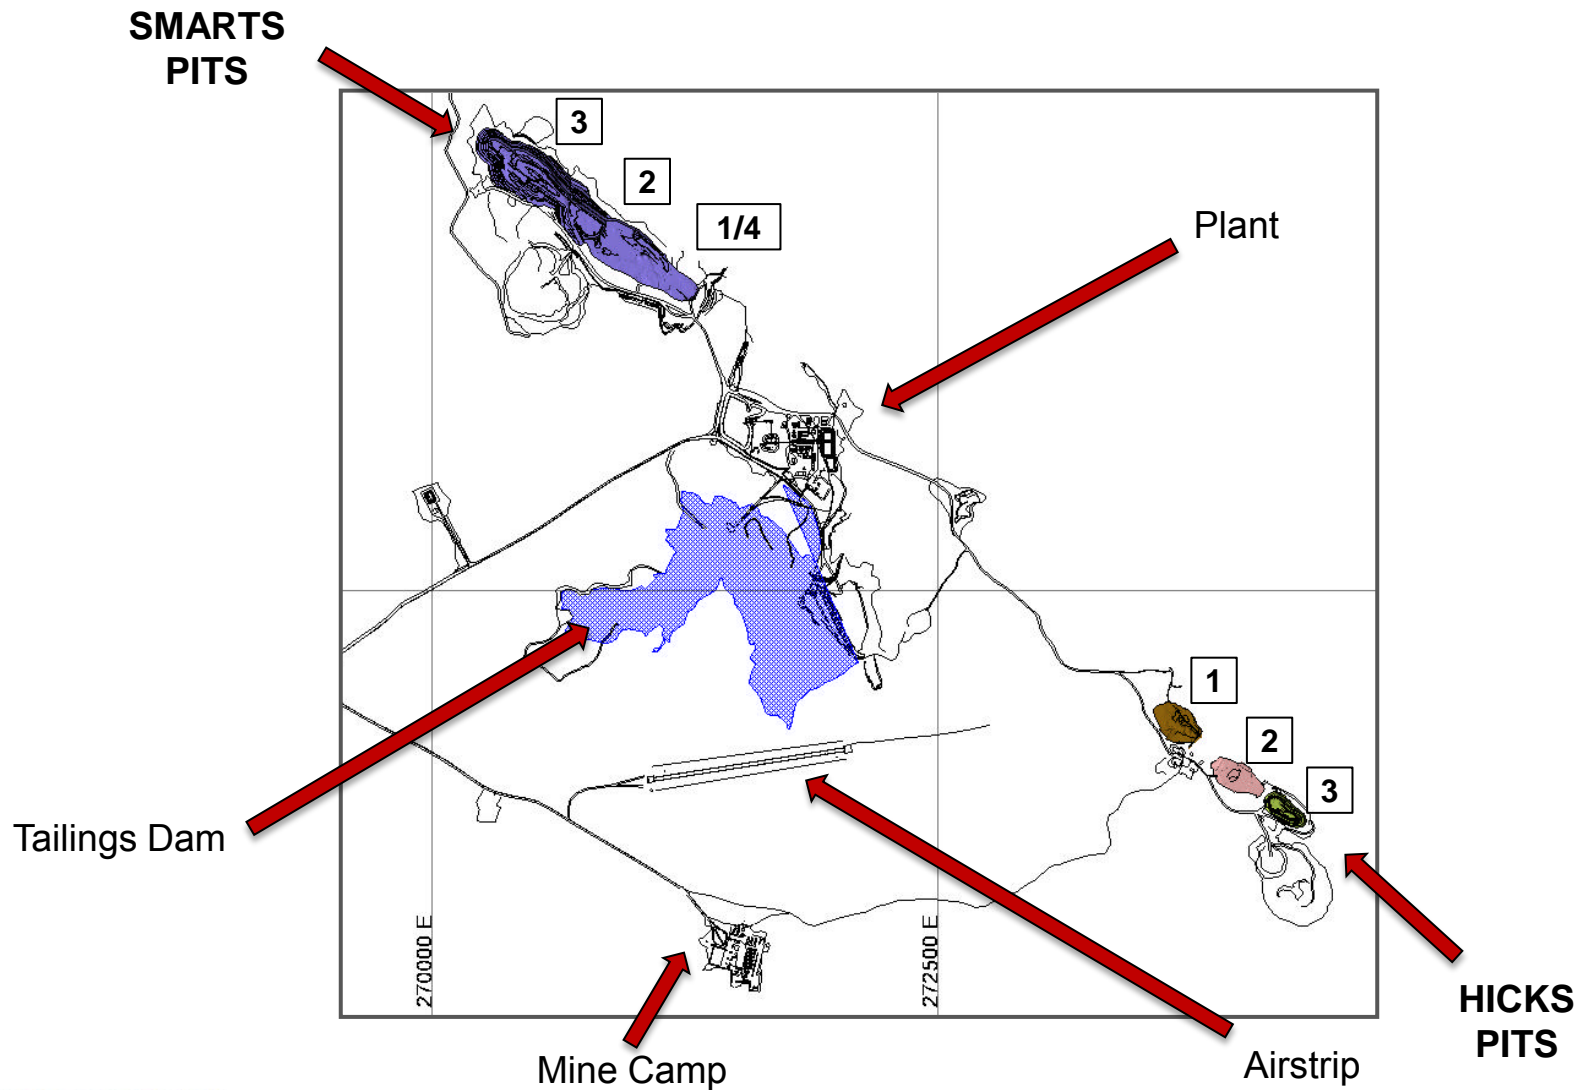 SMARTS
PITS
3
2
1/4
Plant
1
2
3
Tailings Dam
270000 E
272500 E
HICKS
PITS
Mine Camp
Airstrip